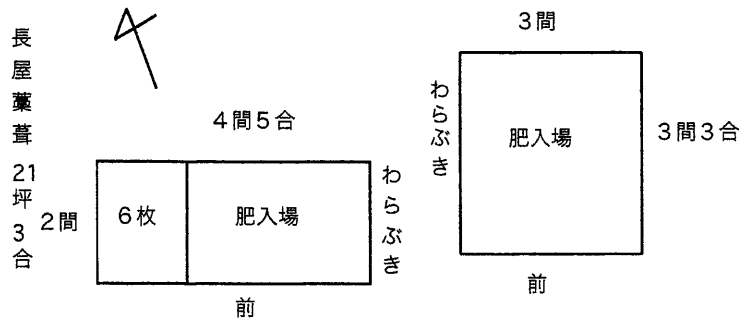 長屋藁葺 21坪3合
4間5合
2間
6枚
肥入場
わらぶき
前
3間
わらぶき
肥入場
3間3合
前